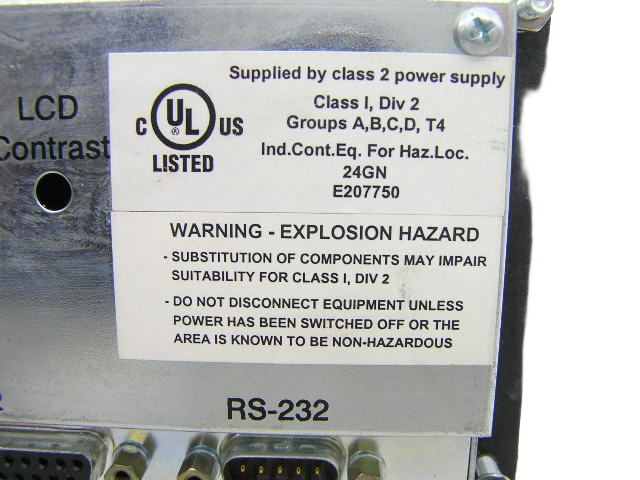 LCD
Contrast
C UL US
®
LISTED
Supplied by class 2 power supply
Class I, Div 2
Groups A,B,C,D, T4
Ind.Cont.Eq. For Haz.Loc.
24GN
E207750
WARNING - EXPLOSION HAZARD
- SUBSTITUTION OF COMPONENTS MAY IMPAIR
SUITABILITY FOR CLASS I, DIV 2
- DO NOT DISCONNECT EQUIPMENT UNLESS
POWER HAS BEEN SWITCHED OFF OR THE
AREA IS KNOWN TO BE NON-HAZARDOUS
RS-232